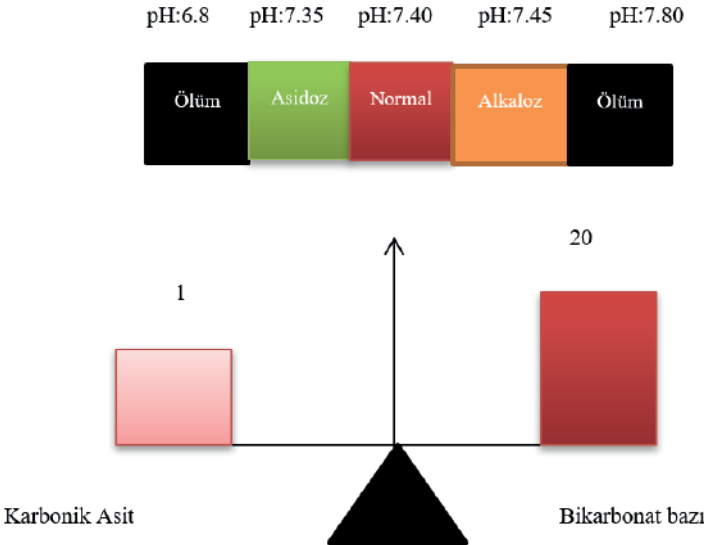 pH:6.8 pH:7.35 pH:7.40 pH:7.45 pH:7.80
Ölüm Asidoz Normal Alkaloz Ölüm
20
1
Karbonik Asit Bikarbonat bazı